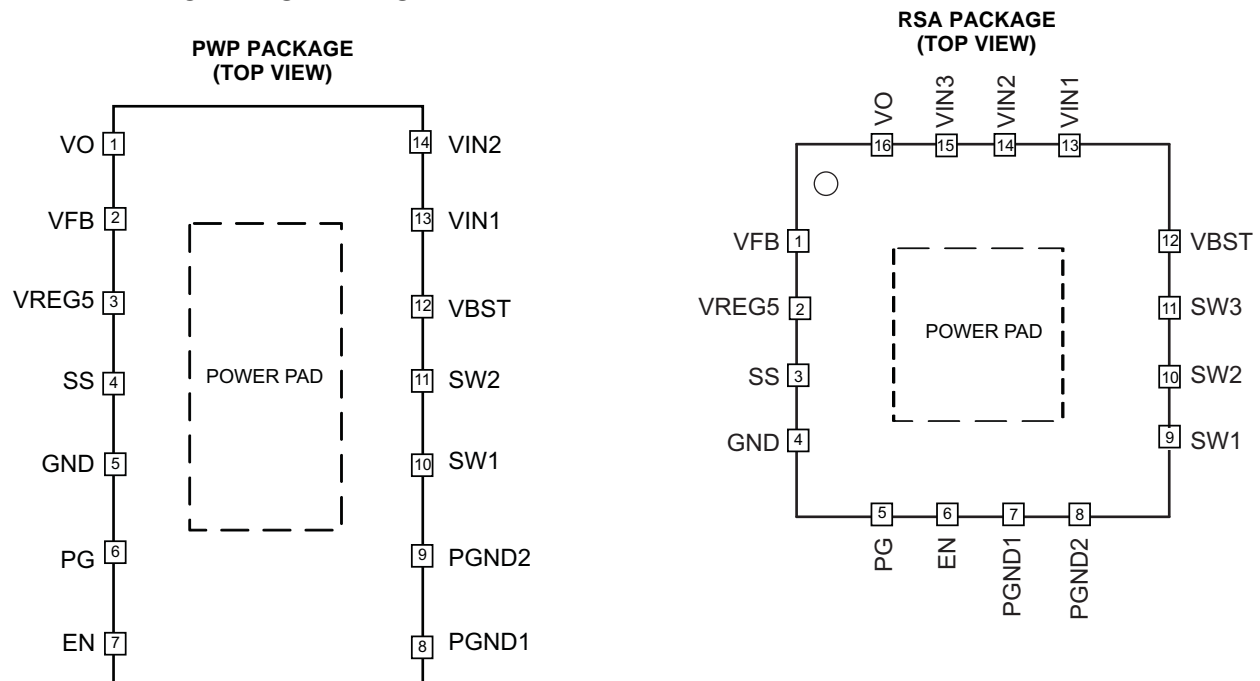 PWP PACKAGE
(TOP VIEW)
VO 1
VFB 2
VREG5 3
SS 4
GND 5
PG 6
EN 7
14 VIN2
13 VIN1
12 VBST
11 SW2
10 SW1
9 PGND2
8 PGND1
POWER PAD
RSA PACKAGE
(TOP VIEW)
VO
VIN3
VIN2
VIN1
16
15
14
13
VFB 1
VREG5 2
SS 3
GND 4
12 VBST
11 SW3
10 SW2
9 SW1
POWER PAD
5
6
7
8
PG
EN
PGND1
PGND2